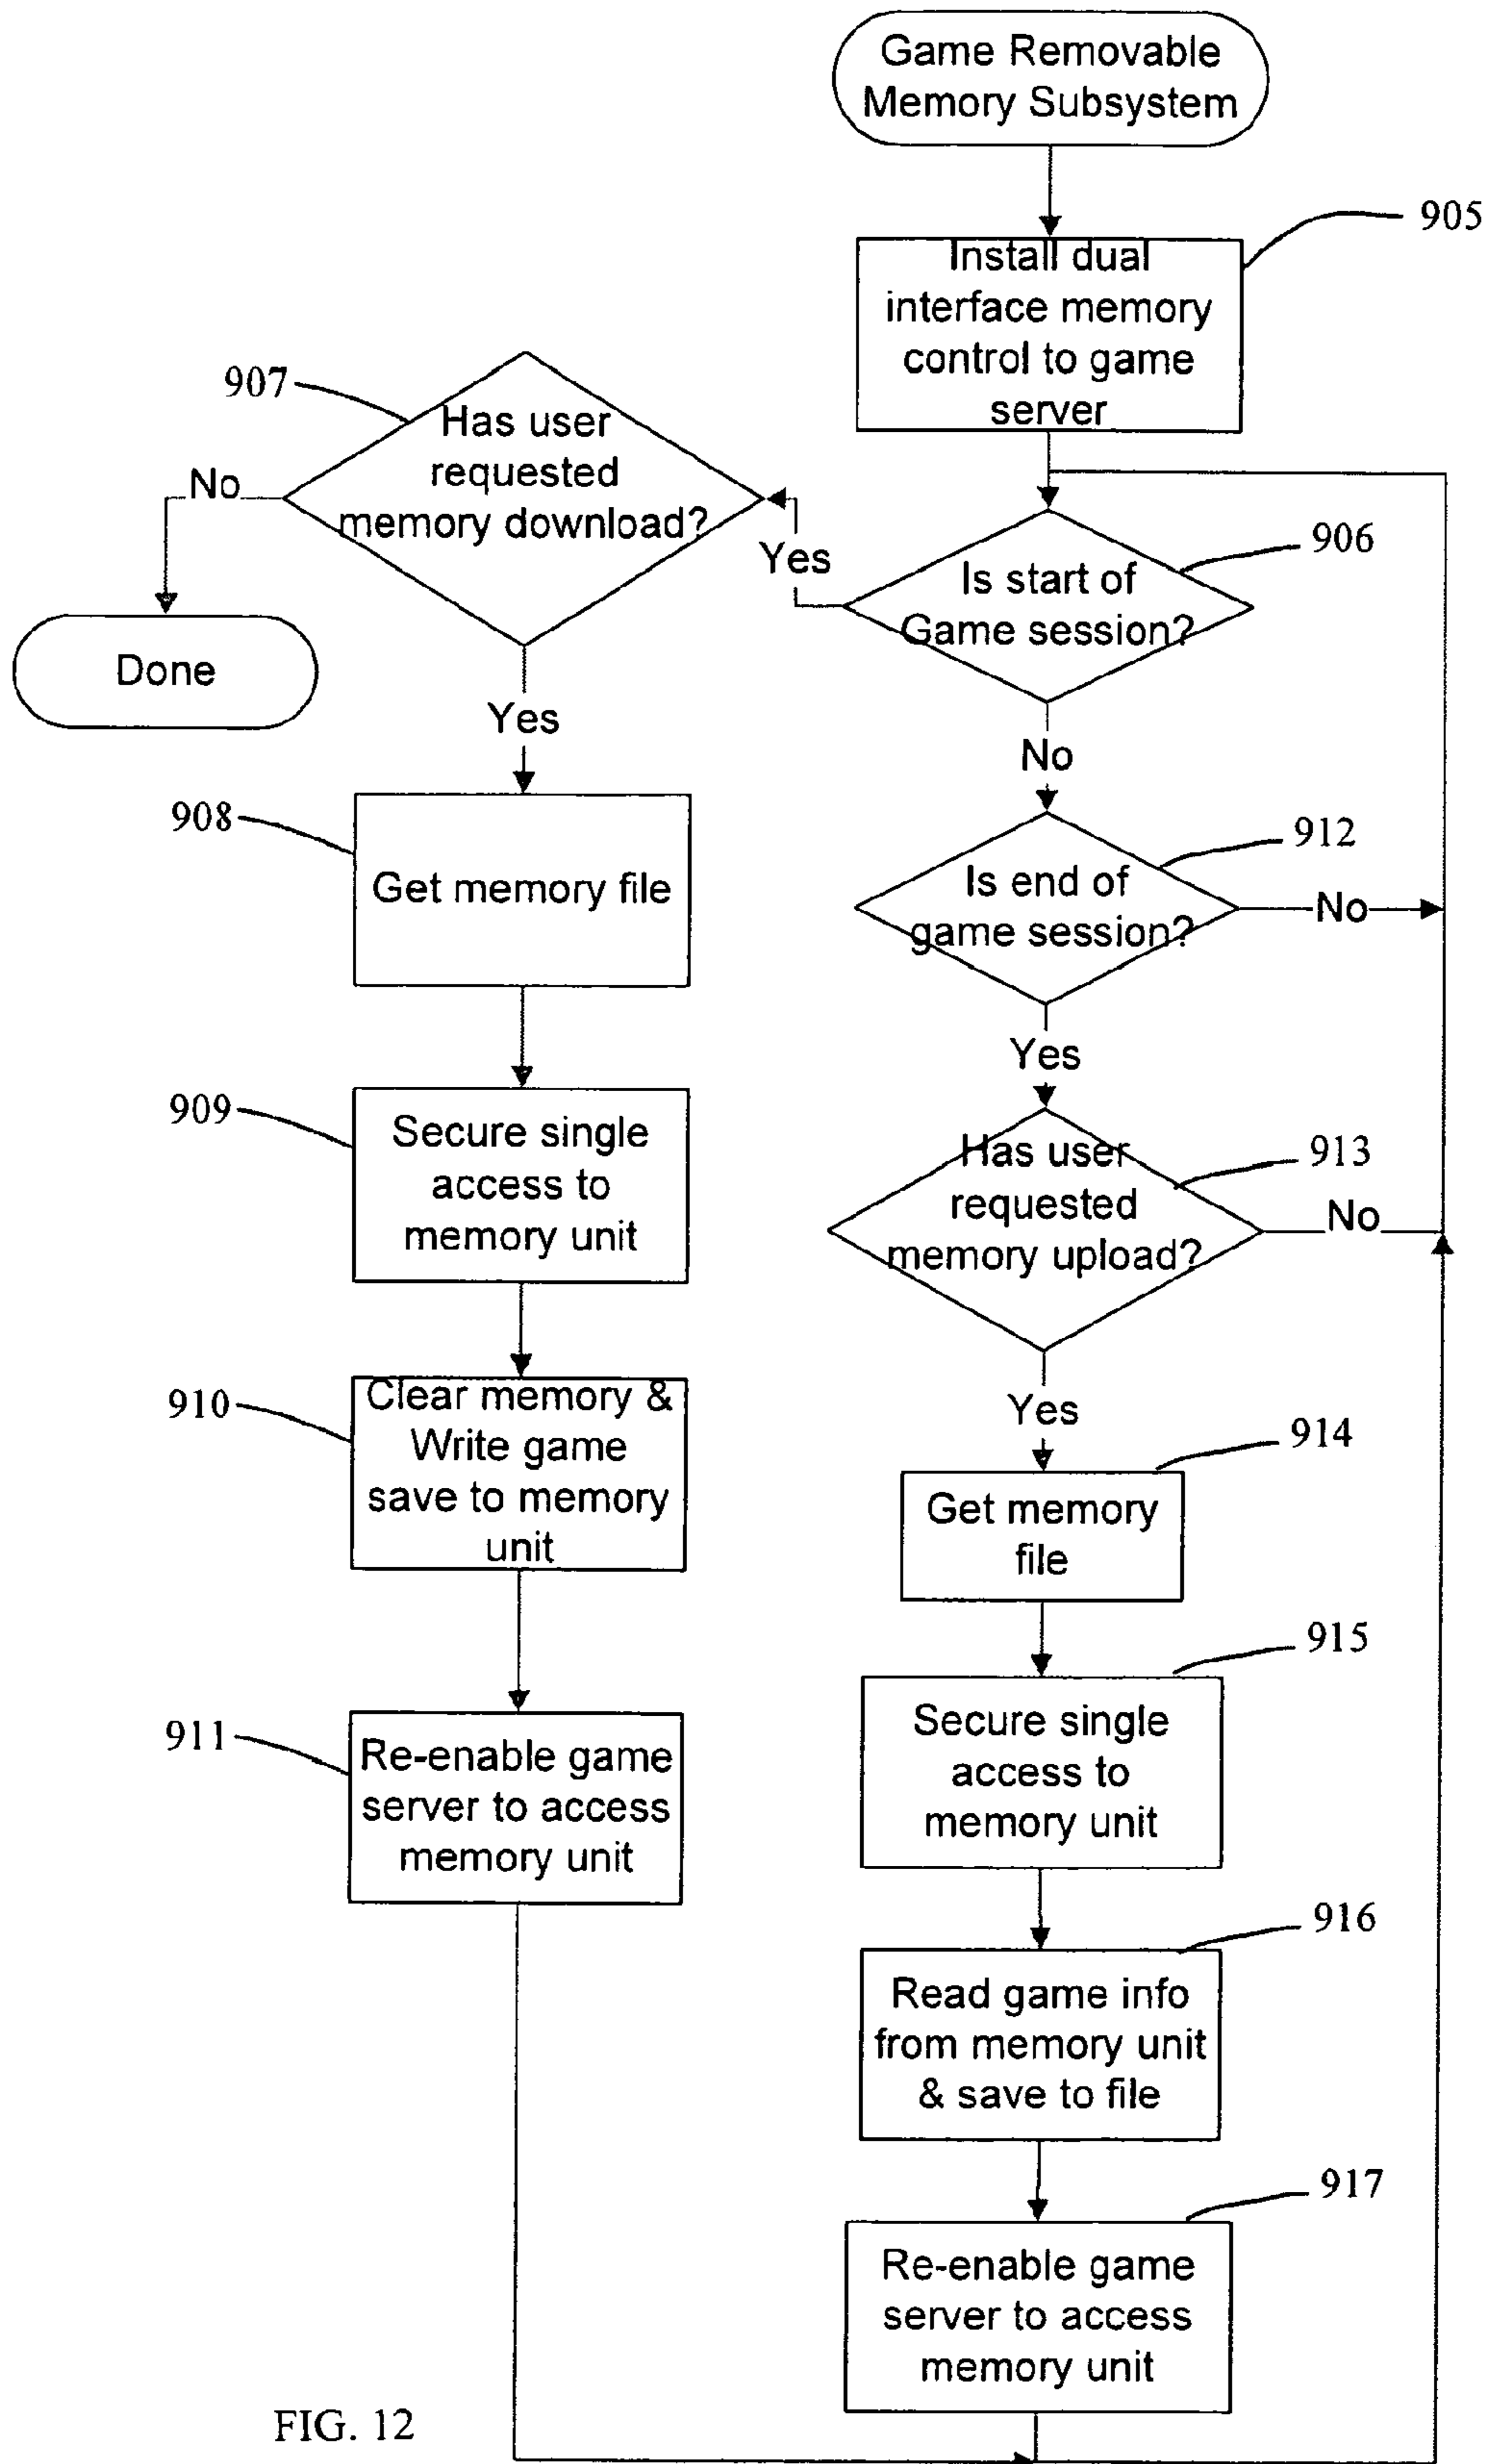 Game Removable
Memory Subsystem
905
Install dual
interface memory
control to game
server
907
Has user
requested
memory download?
No
Yes
906
Is start of
Game session?
Done
Yes
No
908
Get memory file
912
Is end of
game session?
No
Yes
909
Secure single
access to
memory unit
913
Has user
requested
memory upload?
No
Yes
910
Clear memory &
Write game
save to memory
unit
914
Get memory
file
911
Re-enable game
server to access
memory unit
915
Secure single
access to
memory unit
916
Read game info
from memory unit
& save to file
917
Re-enable game
server to access
memory unit
FIG. 12